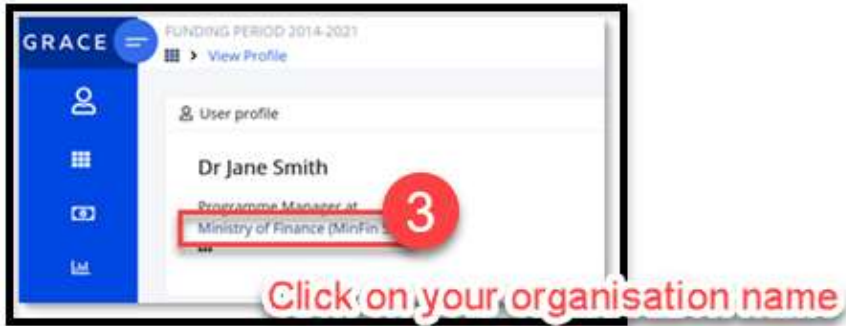 GRACE
FUNDING PERIOD 2014-2021
> View Profile
User profile
Dr Jane Smith
Programme Manager at
3
Ministry of Finance (MinFin
Click on your organisation name